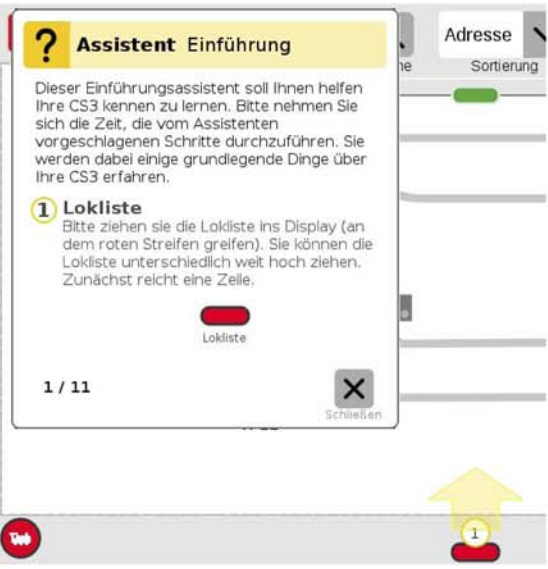 ? Assistent Einführung
Adresse
he
Sortierung
Dieser Einführungsassistent soll Ihnen helfen
Ihre CS3 kennen zu lernen. Bitte nehmen Sie
sich die Zeit, die vom Assistenten
vorgeschlagenen Schritte durchzuführen. Sie
werden dabei einige grundlegende Dinge über
Ihre CS3 erfahren.
1 Lokliste
Bitte ziehen sie die Lokliste ins Display (an
dem roten Streifen greifen). Sie können die
Lokliste unterschiedlich weit hoch ziehen.
Zunächst reicht eine Zeile.
Lokliste
1 / 11
Schließen
1